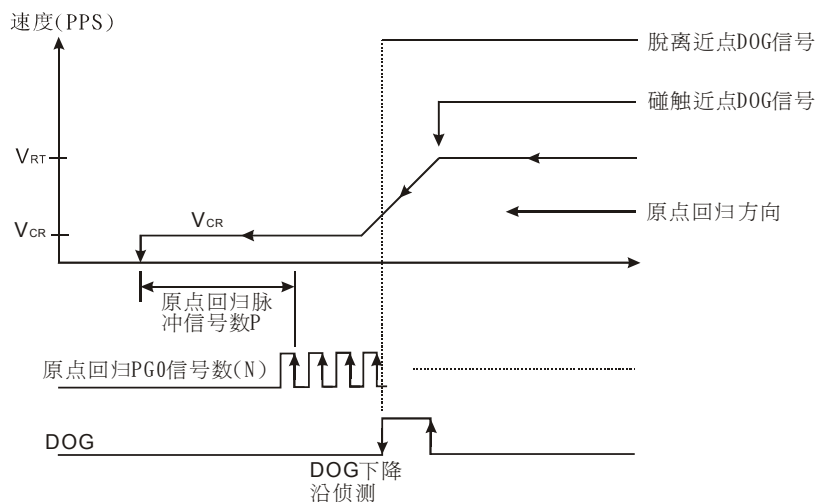 速度(PPS)
脱离近点DOG信号
碰触近点DOG信号
VRT
原点回归方向
VCR
VCR
原点回归脉
冲信号数P
原点回归PG0信号数(N)
DOG
DOG下降
沿侦测